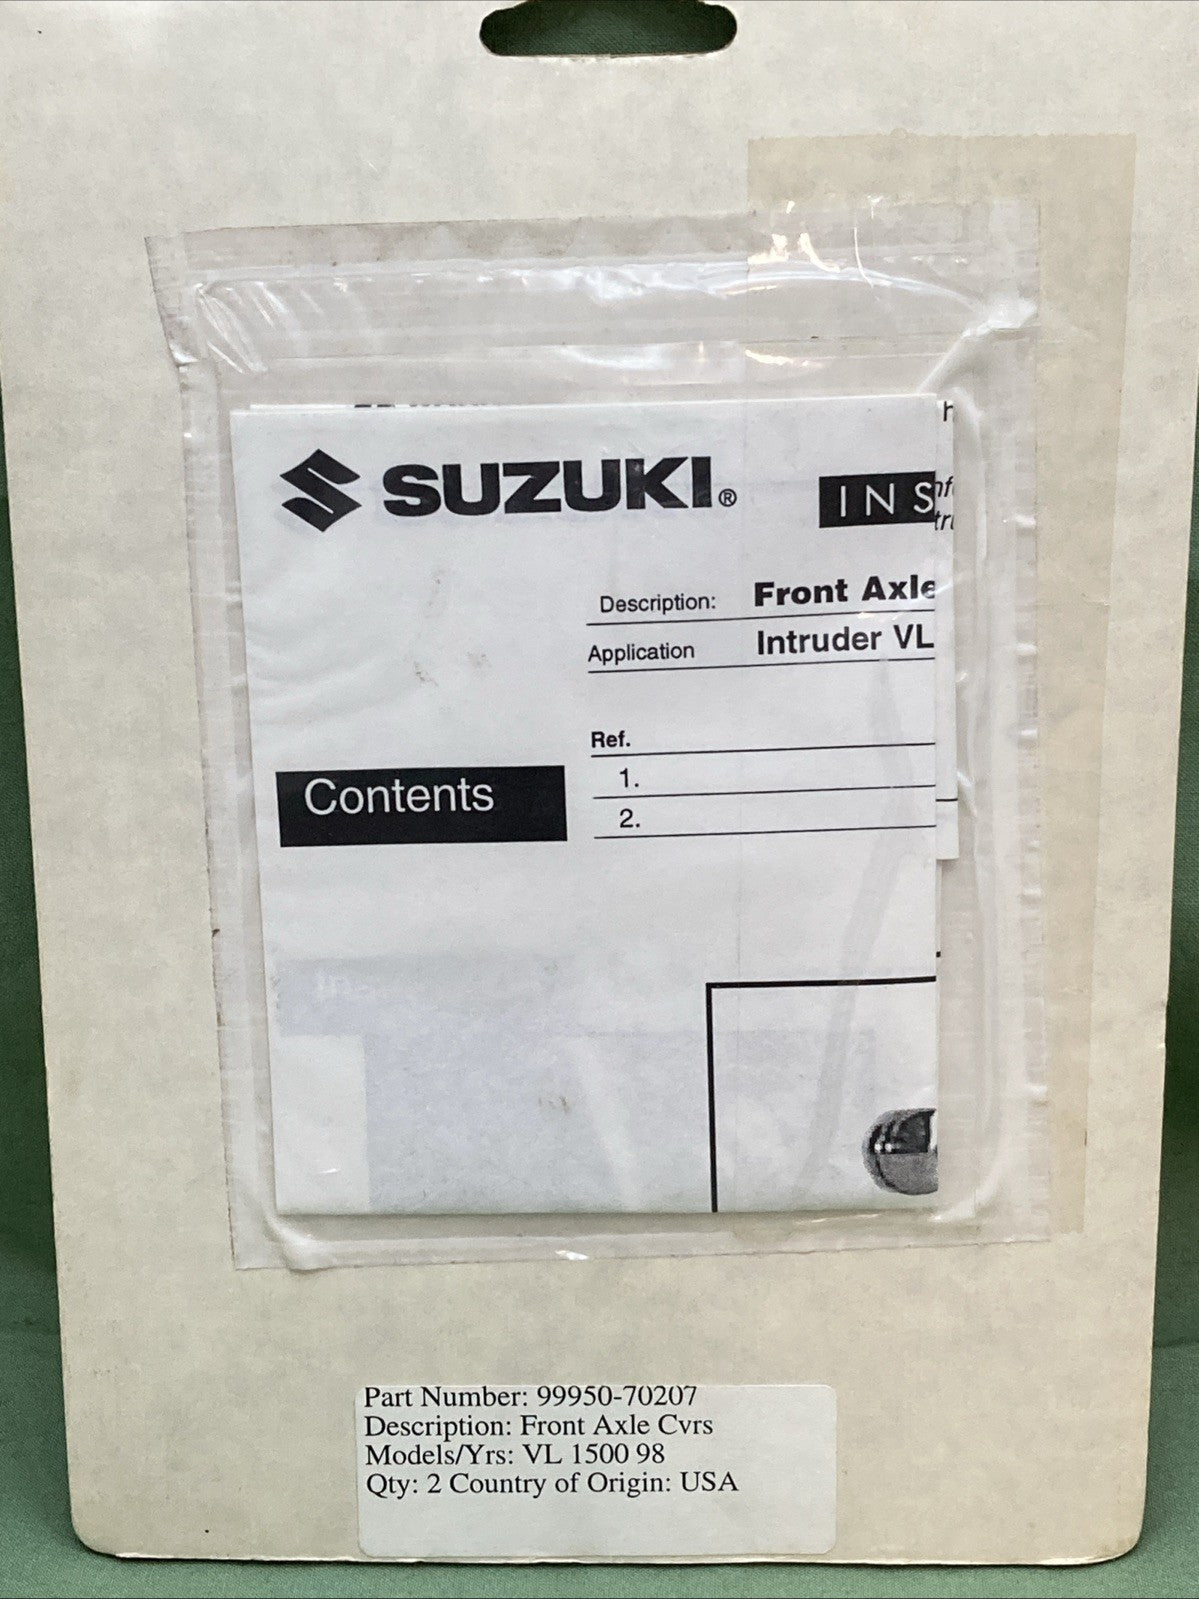 SUZUKI®
INS
Description: Front Axle
Application Intruder VL
Ref.
1.
2.
Contents
Part Number: 99950-70207
Description: Front Axle Cvrs
Models/Yrs: VL 1500 98
Qty: 2 Country of Origin: USA